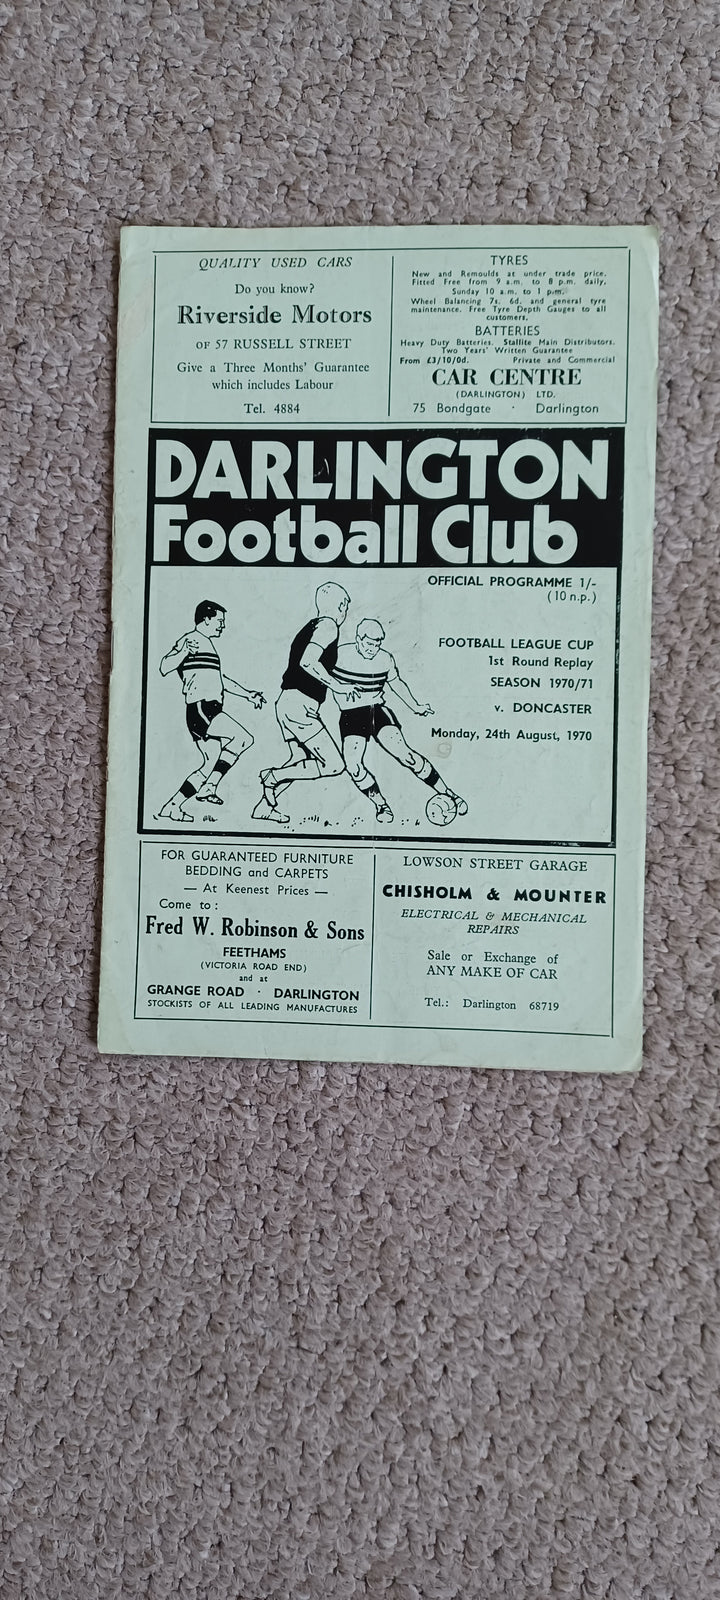 QUALITY USED CARS
Do you know?
Riverside Motors
OF 57 RUSSELL STREET
Give a Three Months' Guarantee
which includes Labour
Tel. 4884
TYRES
New and Remoulds at under trade price.
Fitted Free from 9 a.m. to 8 p.m. daily.
Sunday 10 a.m. to 1 p.m.
Wheel Balancing 7s. 6d. and general tyre
maintenance. Free Tyre Depth Gauges to all
customers.
BATTERIES
Heavy Duty Batteries. Stallite Main Distributors.
Two Years' Written Guarantee
From £3/10/0d. Private and Commercial
CAR CENTRE
(DARLINGTON) LTD.
75 Bondgate · Darlington
DARLINGTON
Football Club
OFFICIAL PROGRAMME 1/-
(10 n.p.)
FOOTBALL LEAGUE CUP
1st Round Replay
SEASON 1970/71
v. DONCASTER
Monday, 24th August, 1970
FOR GUARANTEED FURNITURE
BEDDING and CARPETS
— At Keenest Prices —
Come to :
Fred W. Robinson & Sons
FEETHAMS
(VICTORIA ROAD END)
and at
GRANGE ROAD · DARLINGTON
STOCKISTS OF ALL LEADING MANUFACTURES
LOWSON STREET GARAGE
CHISHOLM & MOUNTER
ELECTRICAL & MECHANICAL
REPAIRS
Sale or Exchange of
ANY MAKE OF CAR
Tel.: Darlington 68719